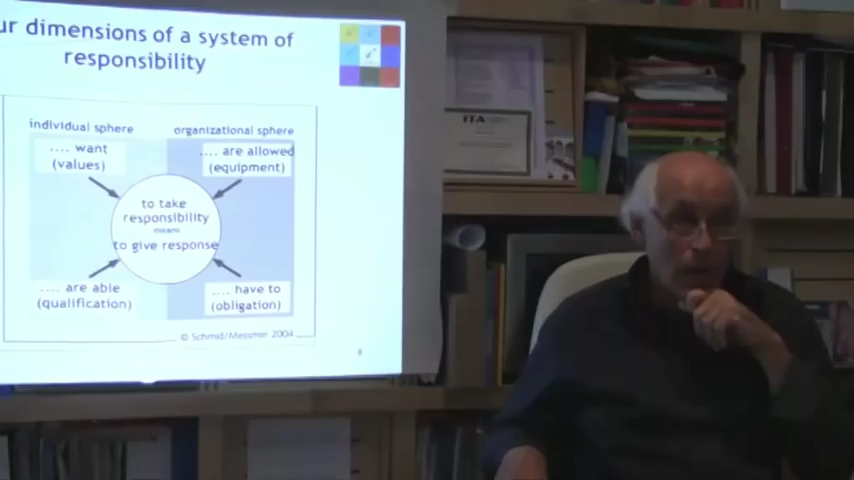 ur dimensions of a system of
responsibility
individual sphere
organizational sphere
.... want
(values)
.... are allowed
(equipment)
to take
responsibility
means
to give response
.... are able
(qualification)
.... have to
(obligation)
© Schmid/Messmer 2004
ITA